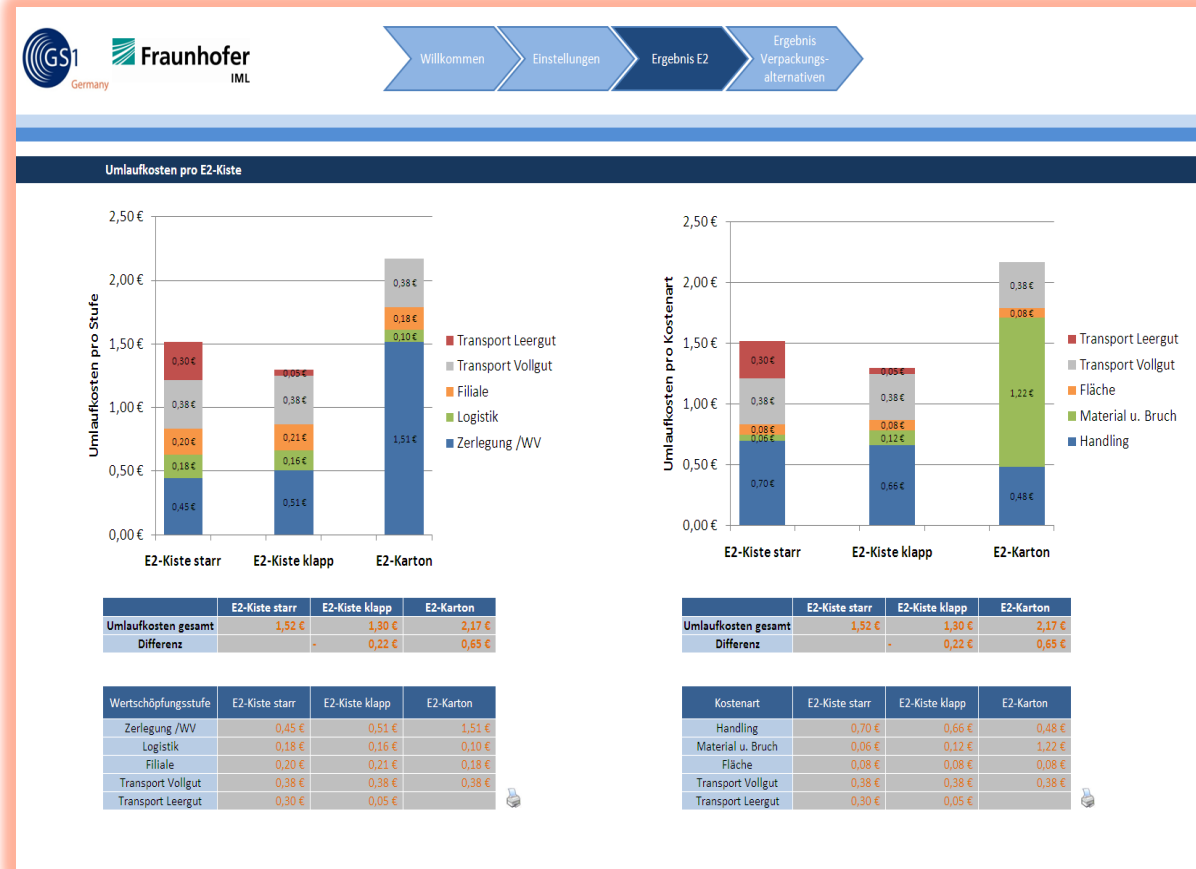 GS1
Germany
Fraunhofer
IML
Willkommen
Einstellungen
Ergebnis E2
Ergebnis
Verpackungs-
alternativen
Umlaufkosten pro E2-Kiste
Umlaufkosten pro Stufe
2,50 €
2,00 €
1,50 €
1,00 €
0,50 €
0,00 €
0,30 €
0,38 €
0,20 €
0,18 €
0,45 €
0,05 €
0,38 €
0,21 €
0,16 €
0,51 €
0,38 €
0,18 €
0,10 €
1,51 €
E2-Kiste starr E2-Kiste klapp E2-Karton
Transport Leergut
Transport Vollgut
Filiale
Logistik
Zerlegung /WV
Umlaufkosten pro Kostenart
2,50 €
2,00 €
1,50 €
1,00 €
0,50 €
0,00 €
0,30 €
0,38 €
0,08 €
0,06 €
0,70 €
0,05 €
0,38 €
0,08 €
0,12 €
0,66 €
0,38 €
0,08 €
1,22 €
0,48 €
E2-Kiste starr E2-Kiste klapp E2-Karton
Transport Leergut
Transport Vollgut
Fläche
Material u. Bruch
Handling
E2-Kiste starr E2-Kiste klapp E2-Karton
Umlaufkosten gesamt 1,52 € 1,30 € 2,17 €
Differenz - 0,22 € 0,65 €
Wertschöpfungsstufe E2-Kiste starr E2-Kiste klapp E2-Karton
Zerlegung /WV 0,45 € 0,51 € 1,51 €
Logistik 0,18 € 0,16 € 0,10 €
Filiale 0,20 € 0,21 € 0,18 €
Transport Vollgut 0,38 € 0,38 € 0,38 €
Transport Leergut 0,30 € 0,05 €
E2-Kiste starr E2-Kiste klapp E2-Karton
Umlaufkosten gesamt 1,52 € 1,30 € 2,17 €
Differenz - 0,22 € 0,65 €
Kostenart E2-Kiste starr E2-Kiste klapp E2-Karton
Handling 0,70 € 0,66 € 0,48 €
Material u. Bruch 0,06 € 0,12 € 1,22 €
Fläche 0,08 € 0,08 € 0,08 €
Transport Vollgut 0,38 € 0,38 € 0,38 €
Transport Leergut 0,30 € 0,05 €